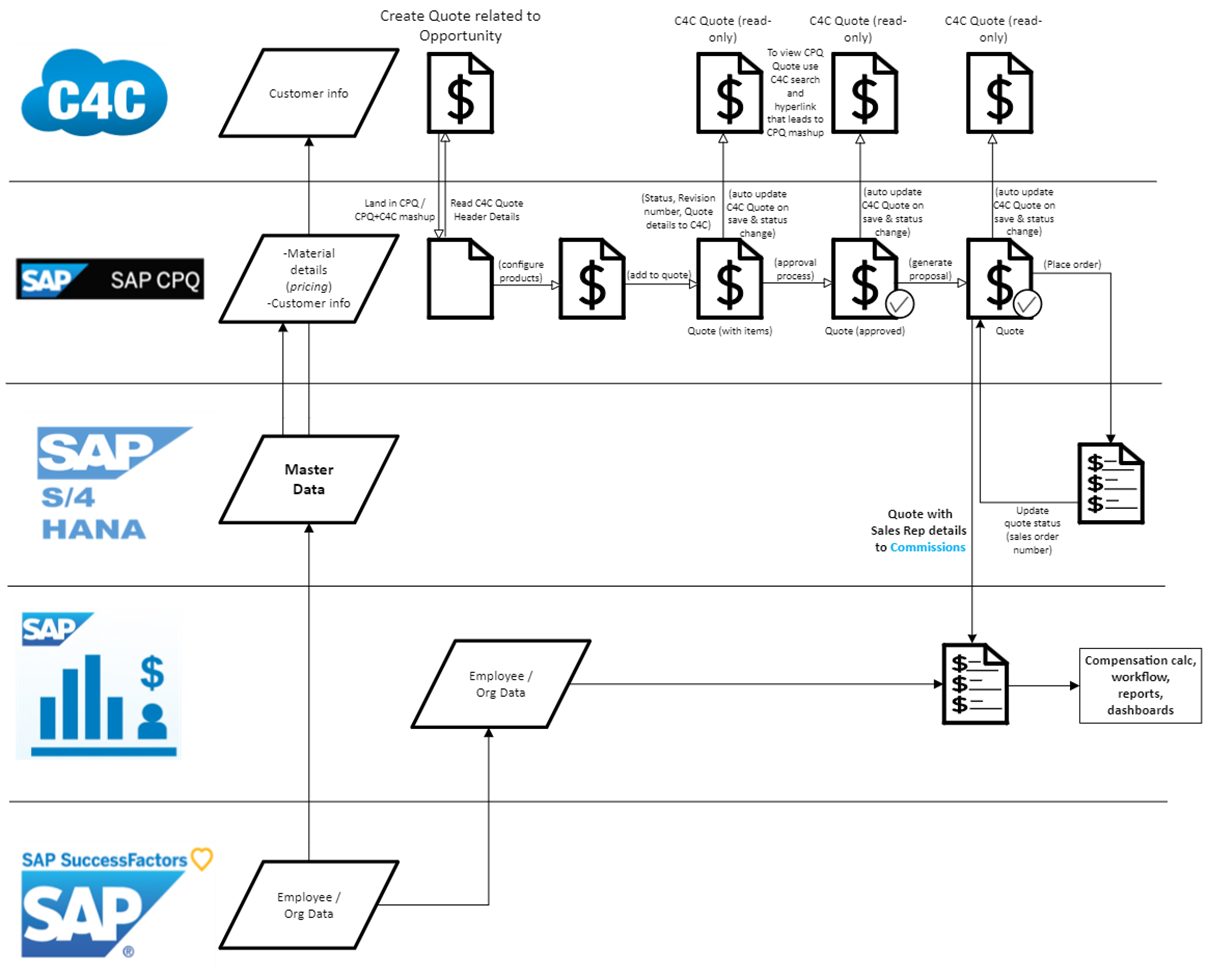 Create Quote related to
Opportunity
C4C Quote (read-
only)
C4C Quote (read-
only)
C4C Quote (read-
only)
C4C
Customer info
$
$
To view CPQ
Quote use
C4C search
and
hyperlink
that leads to
CPQ mashup
$
$
Land in CPQ /
CPQ+C4C mashup
Read C4C Quote
Header Details
(Status, Revision
number, Quote
details to C4C)
(auto update
C4C Quote on
save & status
change)
(auto update
C4C Quote on
save & status
change)
(auto update
C4C Quote on
save & status
change)
SAP
SAP CPQ
-Material
details
(pricing)
-Customer info
(configure
products)
$
(add to quote)
$
Quote (with items)
(approval
process)
$
Quote (approved)
(generate
proposal)
$
Quote
(Place order)
SAP
S/4
HANA
Master
Data
Quote with
Sales Rep details
to Commissions
Update
quote status
(sales order
number)
$
$
$
SAP
$
Employee /
Org Data
$
$
$
Compensation calc,
workflow,
reports,
dashboards
SAP SuccessFactors
SAP
®
Employee /
Org Data